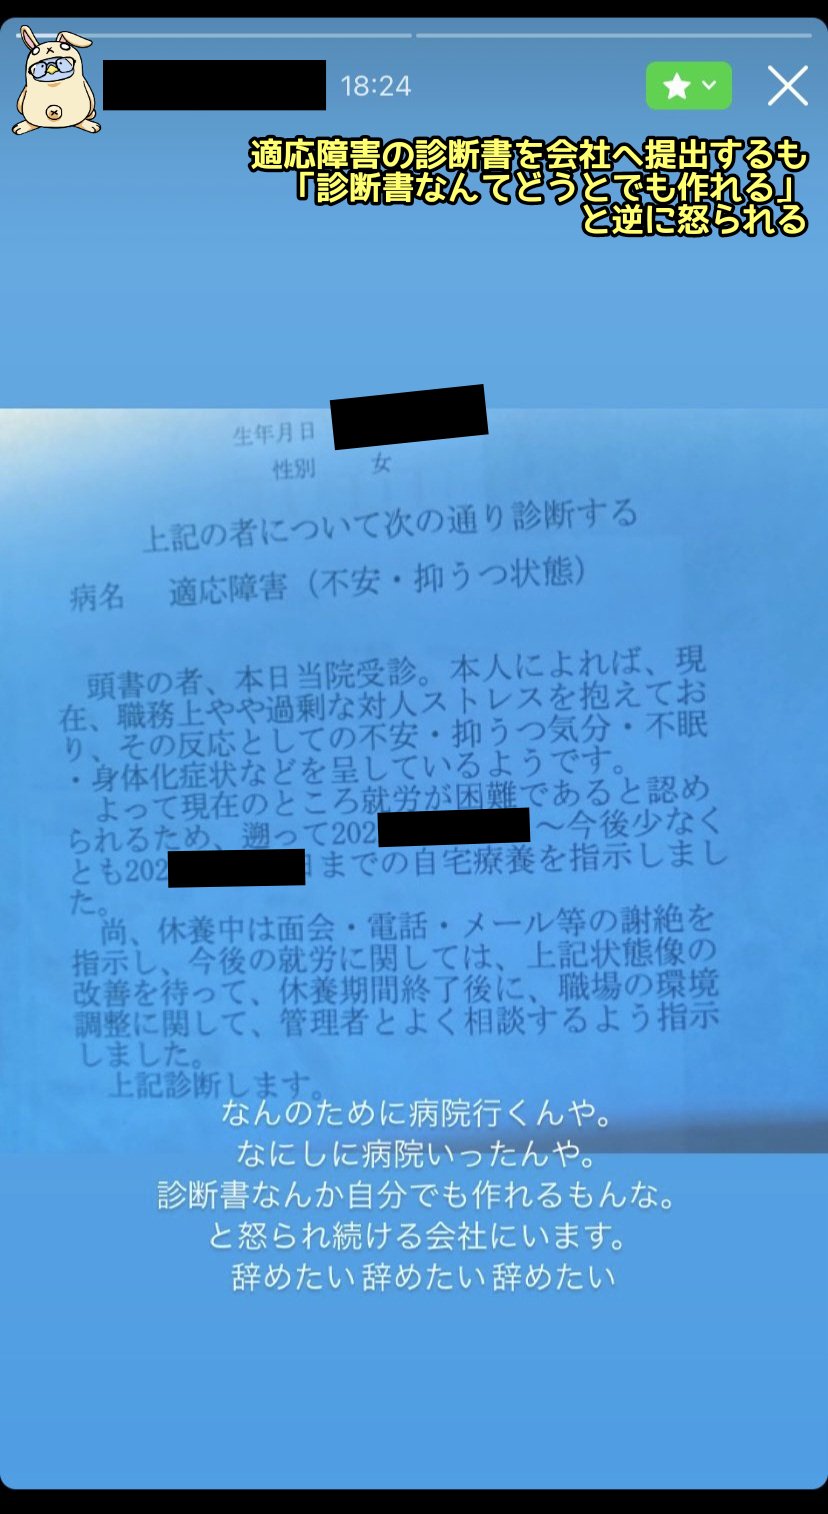 18:24
適応障害の診断書を会社へ提出するも
「診断書なんてどうとでも作れる」
と逆に怒られる
生年月日
性別 女
上記の者について次の通り診断する
病名 適応障害（不安・抑うつ状態）
頭書の者、本日当院受診。本人によれば、現
在、職務上やや過剰な対人ストレスを抱えてお
り、その反応としての不安・抑うつ気分・不眠
・身体化症状などを呈しているようです。
よって現在のところ就労が困難であると認め
られるため、遡って202 ～今後少なく
とも202 日までの自宅療養を指示しまし
た。
尚、休養中は面会・電話・メール等の謝絶を
指示し、今後の就労に関しては、上記状態像の
改善を待って、休養期間終了後に、職場の環境
調整に関して、管理者とよく相談するよう指示
しました。
上記診断します。
なんのために病院行くんや。
なにしに病院いったんや。
診断書なんか自分でも作れるもんな。
と怒られ続ける会社にいます。
辞めたい辞めたい辞めたい